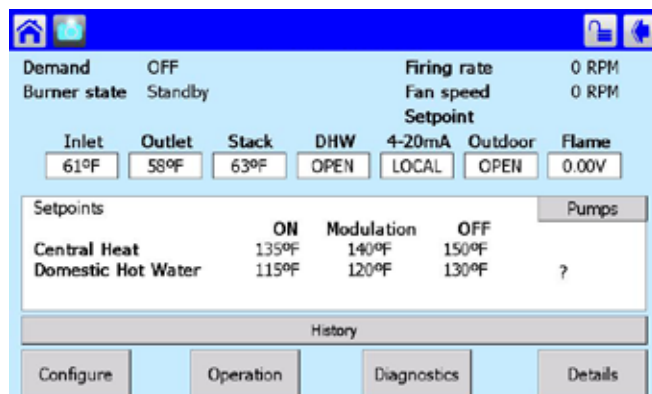 Demand OFF Firing rate 0 RPM
Burner state Standby Fan speed 0 RPM
Setpoint
Inlet Outlet Stack DHW 4-20mA Outdoor Flame
61ºF 58ºF 63ºF OPEN LOCAL OPEN 0.00V
Setpoints Pumps
ON Modulation OFF
Central Heat 135ºF 140ºF 150ºF
Domestic Hot Water 115ºF 120ºF 130ºF ?
History
Configure Operation Diagnostics Details